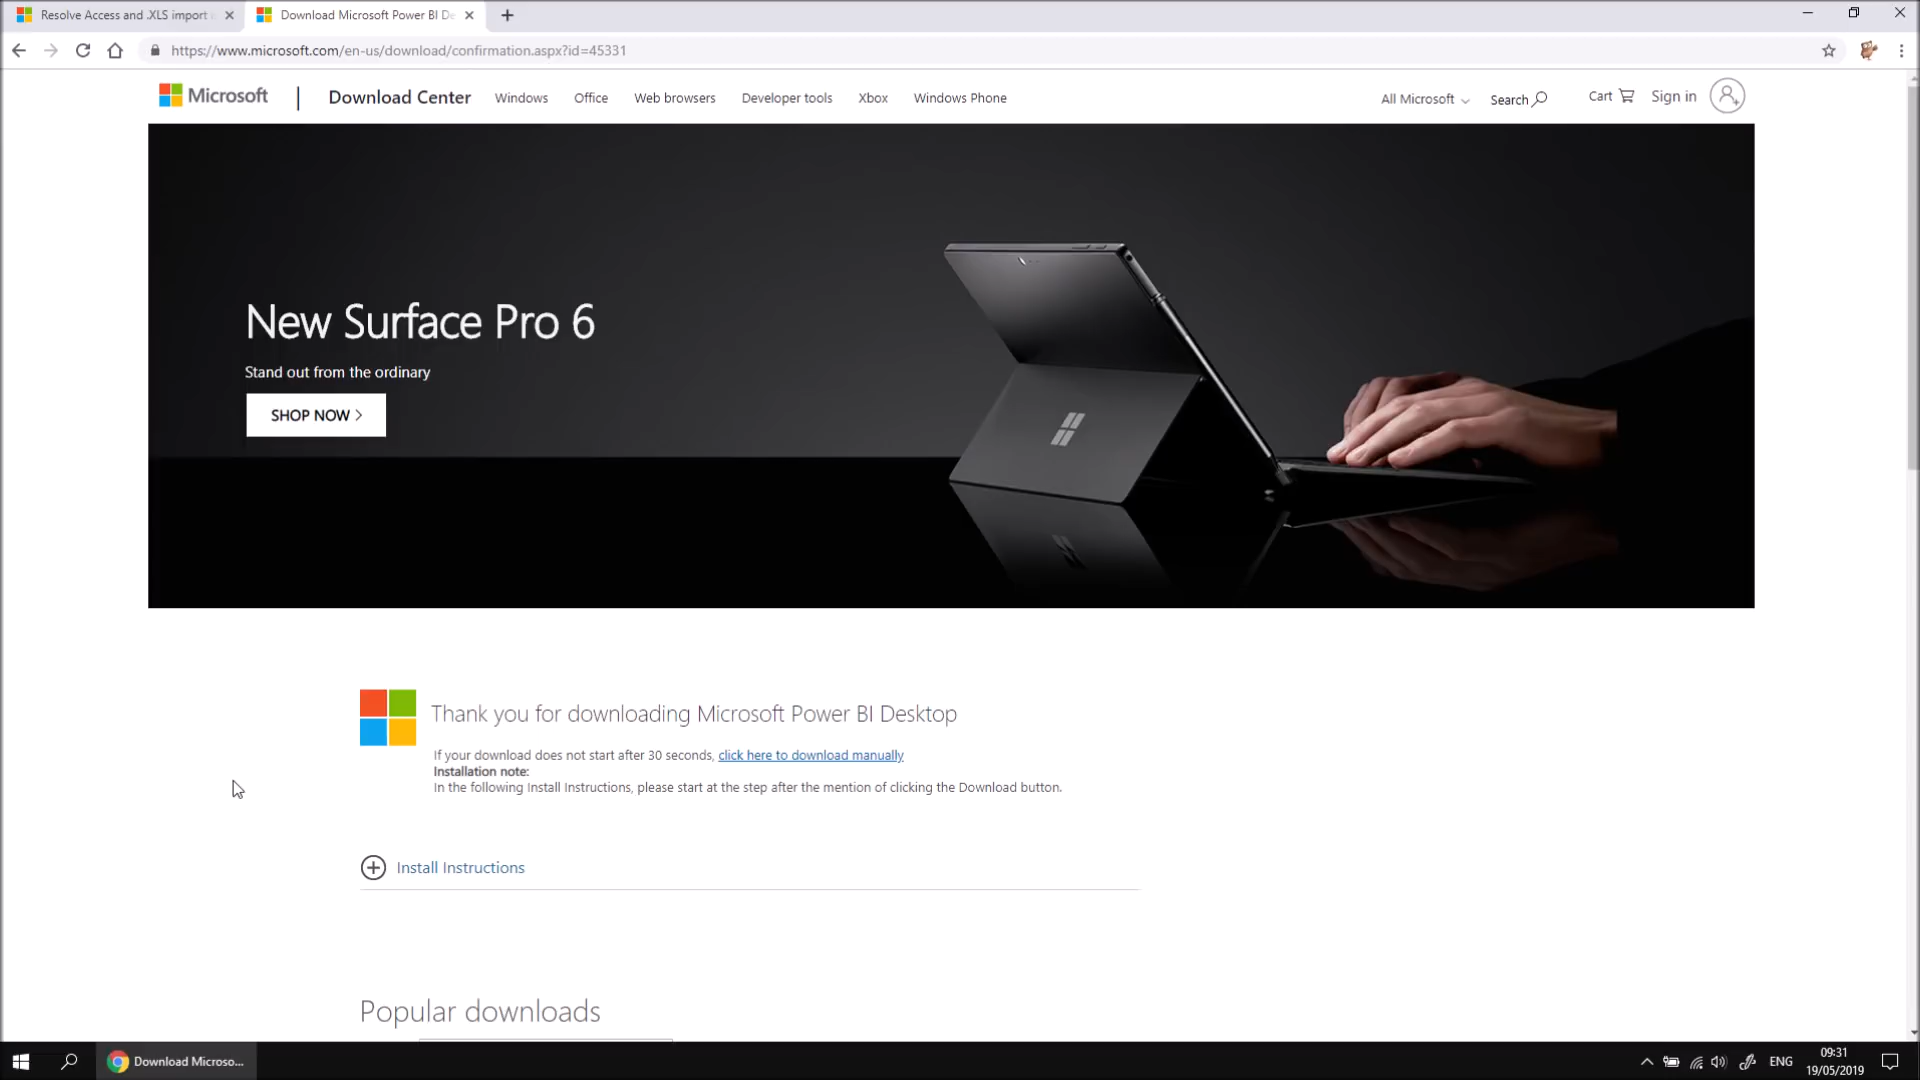 Resolve Access and .XLS import
Download Microsoft Power BI De
https://www.microsoft.com/en-us/download/confirmation.aspx?id=45331
Microsoft
Download Center
Windows
Office
Web browsers
Developer tools
Xbox
Windows Phone
All Microsoft
Search
Cart
Sign in
New Surface Pro 6
Stand out from the ordinary
SHOP NOW >
Thank you for downloading Microsoft Power BI Desktop
If your download does not start after 30 seconds, click here to download manually
Installation note:
In the following Install Instructions, please start at the step after the mention of clicking the Download button.
Install Instructions
Popular downloads
Download Microso...
ENG
09:31
19/05/2019